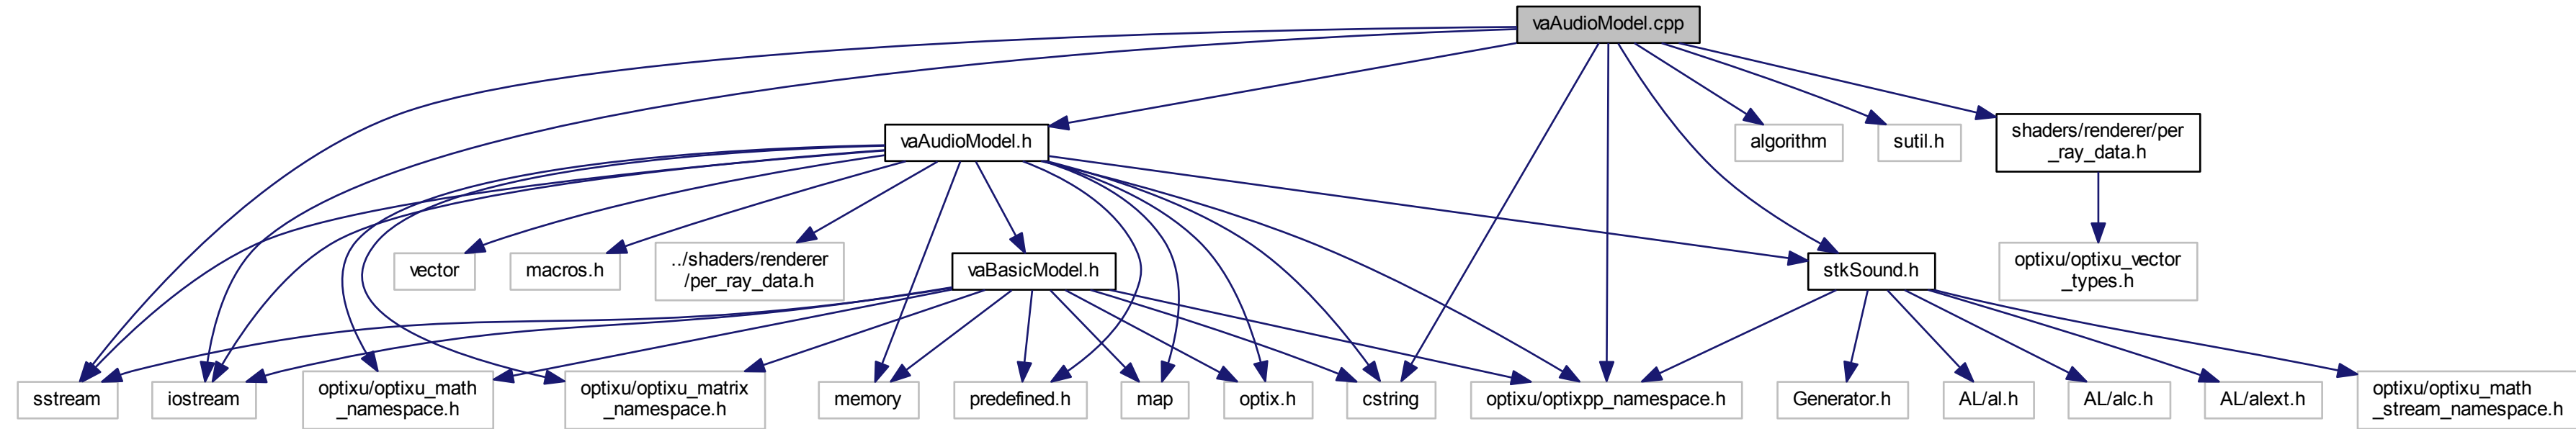 vaAudioModel.cpp
vaAudioModel.h
algorithm
sutil.h
shaders/renderer/per
_ray_data.h
vector
macros.h
../shaders/renderer
/per_ray_data.h
vaBasicModel.h
stkSound.h
optixu/optixu_vector
_types.h
sstream
iostream
optixu/optixu_math
_namespace.h
optixu/optixu_matrix
_namespace.h
memory
predefined.h
map
optix.h
cstring
optixu/optixpp_namespace.h
Generator.h
AL/al.h
AL/alc.h
AL/alext.h
optixu/optixu_math
_stream_namespace.h